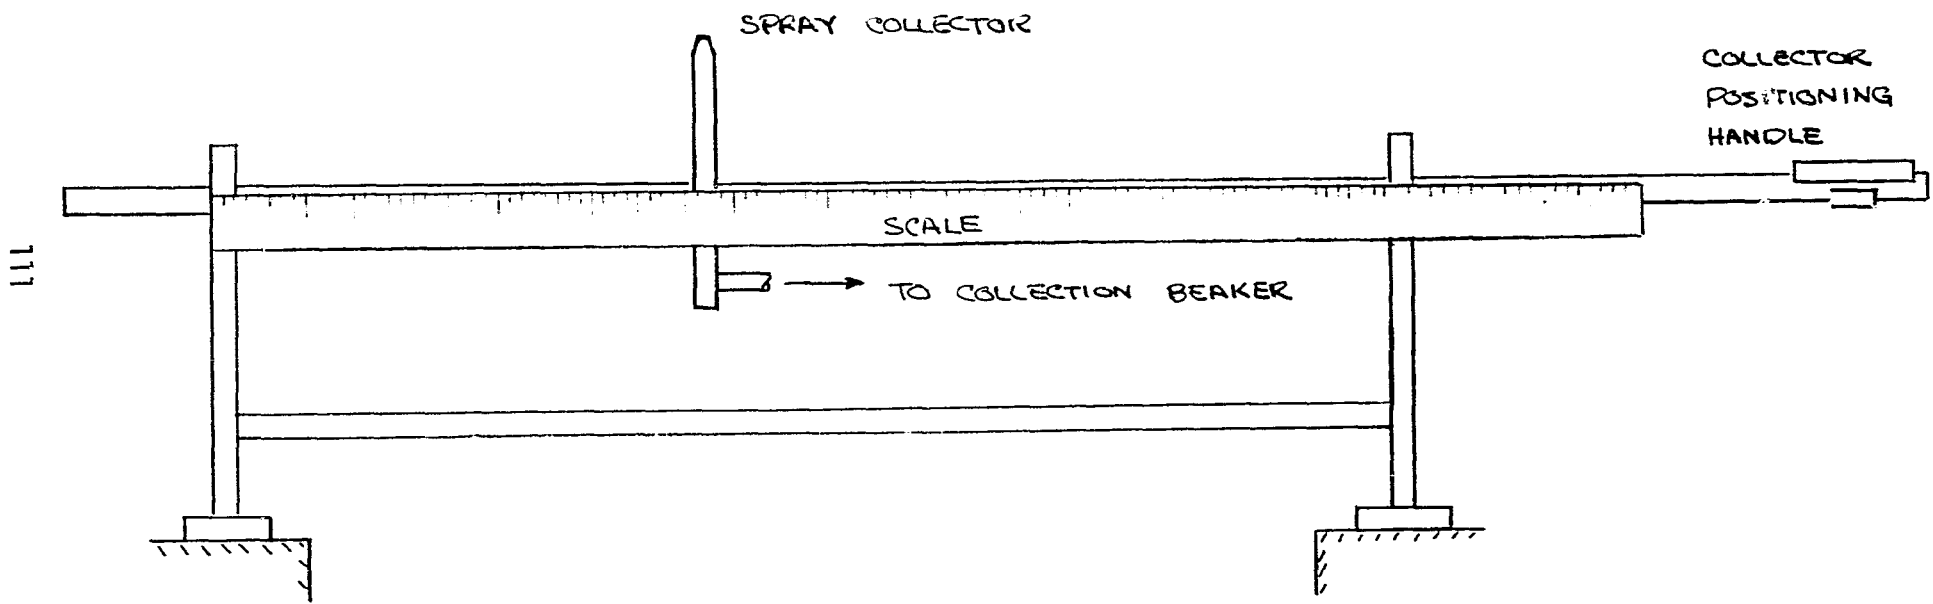 SPRAY COLLECTOR
COLLECTOR
POSITIONING
HANDLE
SCALE
TO COLLECTION BEAKER
111